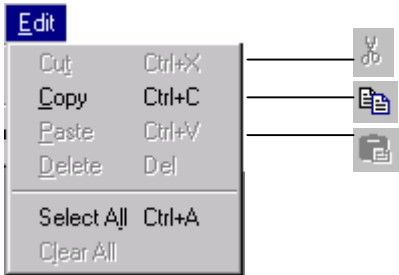 Edit
Cut Ctrl+X
Copy Ctrl+C
Paste Ctrl+V
Delete Del
Select All Ctrl+A
Clear All